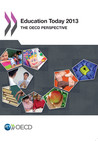 Education Today 2013
THE OECD PERSPECTIVE
OECD